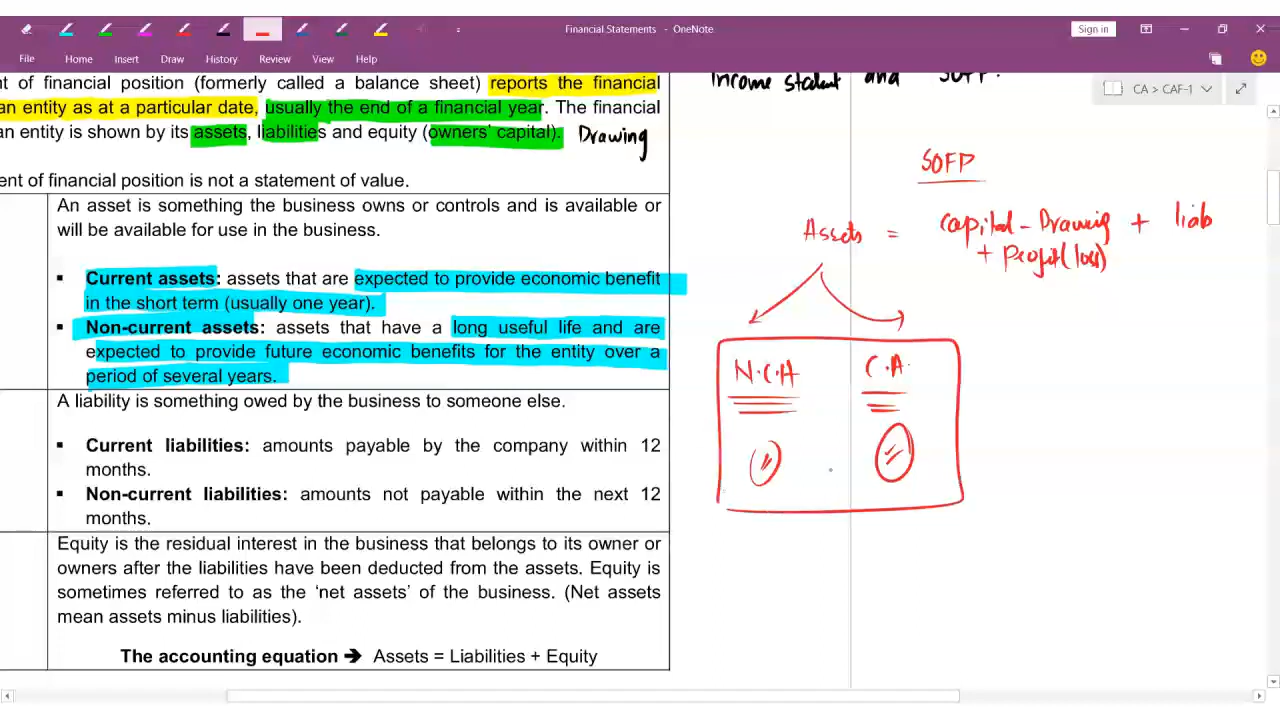 Financial Statements - OneNote
Sign in
File Home Insert Draw History Review View Help
CA > CAF-1
nt of financial position (formerly called a balance sheet) reports the financial
an entity as at a particular date, usually the end of a financial year. The financial
an entity is shown by its assets, liabilities and equity (owners' capital). Drawing
ent of financial position is not a statement of value.
An asset is something the business owns or controls and is available or
will be available for use in the business.
▪ Current assets: assets that are expected to provide economic benefit
in the short term (usually one year).
▪ Non-current assets: assets that have a long useful life and are
expected to provide future economic benefits for the entity over a
period of several years.
A liability is something owed by the business to someone else.
▪ Current liabilities: amounts payable by the company within 12
months.
▪ Non-current liabilities: amounts not payable within the next 12
months.
Equity is the residual interest in the business that belongs to its owner or
owners after the liabilities have been deducted from the assets. Equity is
sometimes referred to as the 'net assets' of the business. (Net assets
mean assets minus liabilities).
The accounting equation ➔ Assets = Liabilities + Equity
Income and SOFP.
SOFP
Assets = Capital - Drawing + liab
+ Profit (loss)
N.C.A C.A.